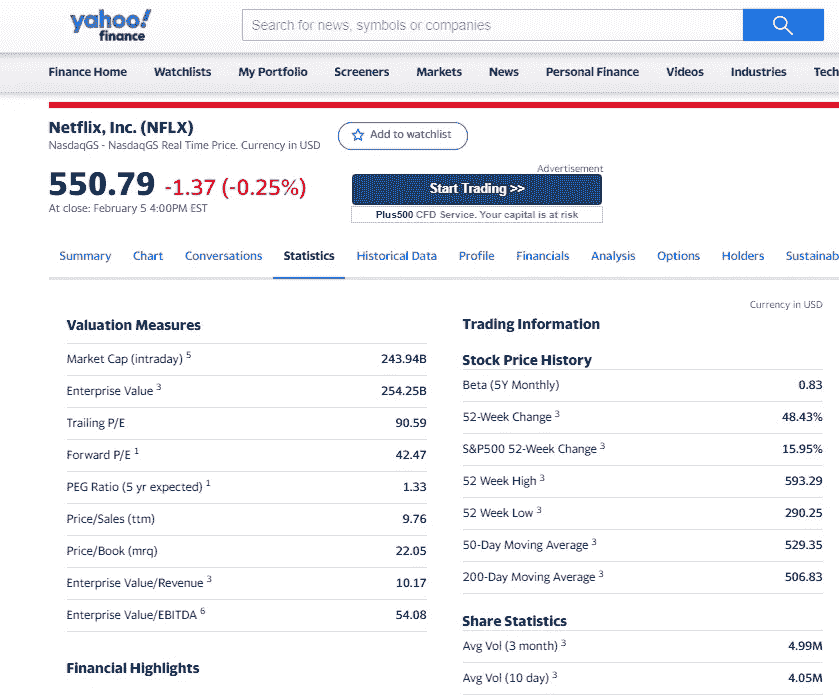 yahoo!
finance
Search for news, symbols or companies
Finance Home Watchlists My Portfolio Screeners Markets News Personal Finance Videos Industries Tech
Netflix, Inc. (NFLX)
NasdaqGS - NasdaqGS Real Time Price. Currency in USD
Add to watchlist
550.79 -1.37 (-0.25%)
At close: February 5 4:00PM EST
Advertisement
Start Trading >>
Plus500 CFD Service. Your capital is at risk
Summary Chart Conversations Statistics Historical Data Profile Financials Analysis Options Holders Sustainab
Currency in USD
Valuation Measures
Market Cap (intraday) 5 243.94B
Enterprise Value 3 254.25B
Trailing P/E 90.59
Forward P/E 1 42.47
PEG Ratio (5 yr expected) 1 1.33
Price/Sales (ttm) 9.76
Price/Book (mrq) 22.05
Enterprise Value/Revenue 3 10.17
Enterprise Value/EBITDA 6 54.08
Financial Highlights
Trading Information
Stock Price History
Beta (5Y Monthly) 0.83
52-Week Change 3 48.43%
S&P500 52-Week Change 3 15.95%
52 Week High 3 593.29
52 Week Low 3 290.25
50-Day Moving Average 3 529.35
200-Day Moving Average 3 506.83
Share Statistics
Avg Vol (3 month) 3 4.99M
Avg Vol (10 day) 3 4.05M